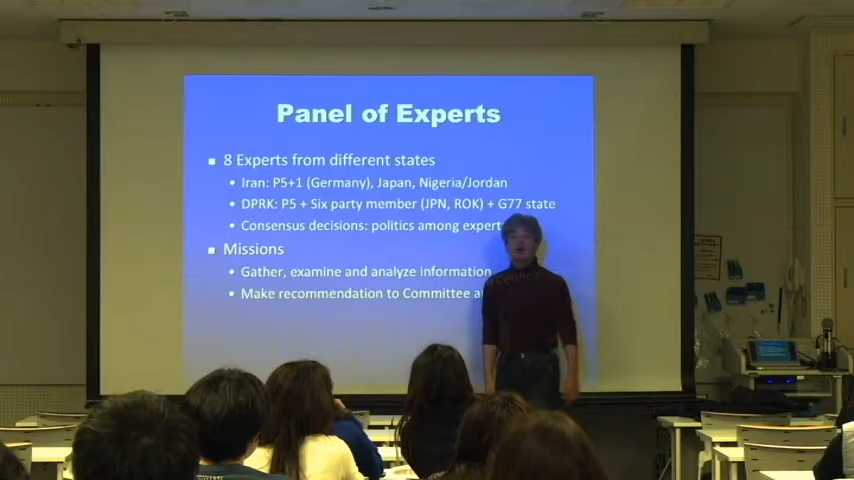 Panel of Experts
▪ 8 Experts from different states
• Iran: P5+1 (Germany), Japan, Nigeria/Jordan
• DPRK: P5 + Six party member (JPN, ROK) + G77 state
• Consensus decisions: politics among expert
▪ Missions
• Gather, examine and analyze information
• Make recommendation to Committee